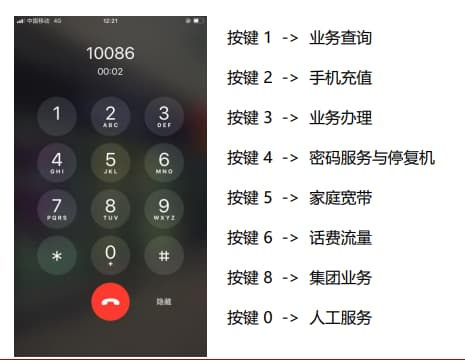 中国移动 4G 12:21
10086
00:02
1 2 3
ABC DEF
4 5 6
GHI JKL MNO
7 8 9
PQRS TUV WXYZ
* 0 #
+
隐藏
按键 1 -> 业务查询
按键 2 -> 手机充值
按键 3 -> 业务办理
按键 4 -> 密码服务与停复机
按键 5 -> 家庭宽带
按键 6 -> 话费流量
按键 8 -> 集团业务
按键 0 -> 人工服务